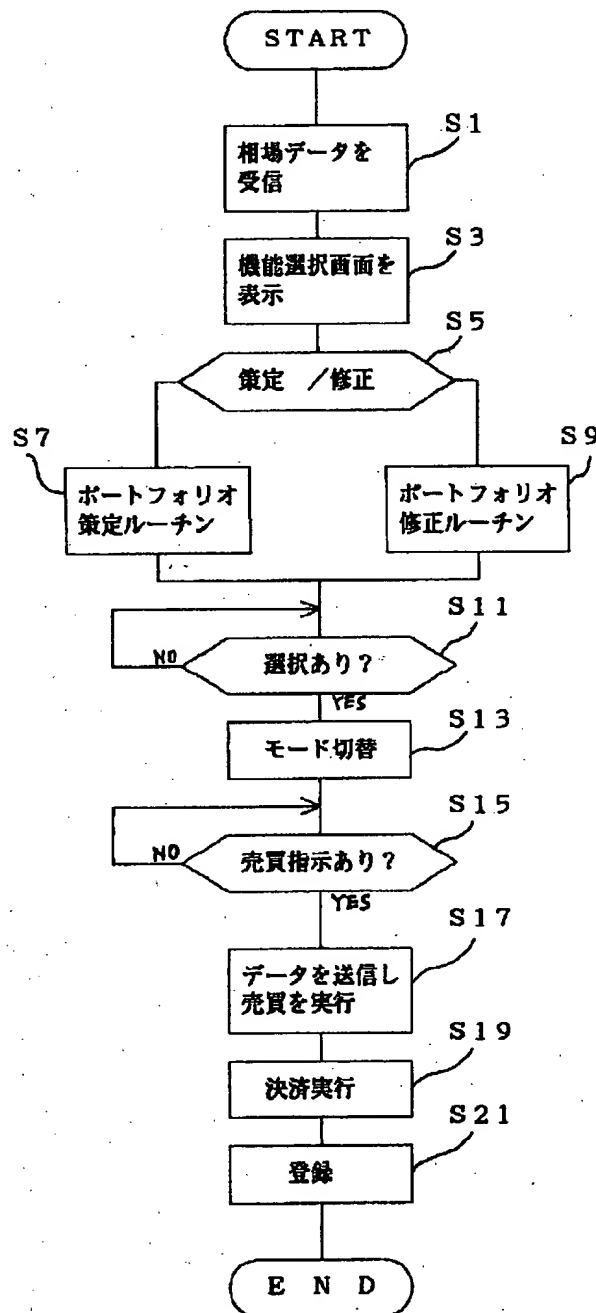 START
S1
相場データを
受信
S3
機能選択画面を
表示
S5
策定 /修正
S7
ポートフォリオ
策定ルーチン
S9
ポートフォリオ
修正ルーチン
S11
選択あり?
NO
YES
S13
モード切替
S15
売買指示あり?
NO
YES
S17
データを送信し
売買を実行
S19
決済実行
S21
登録
END